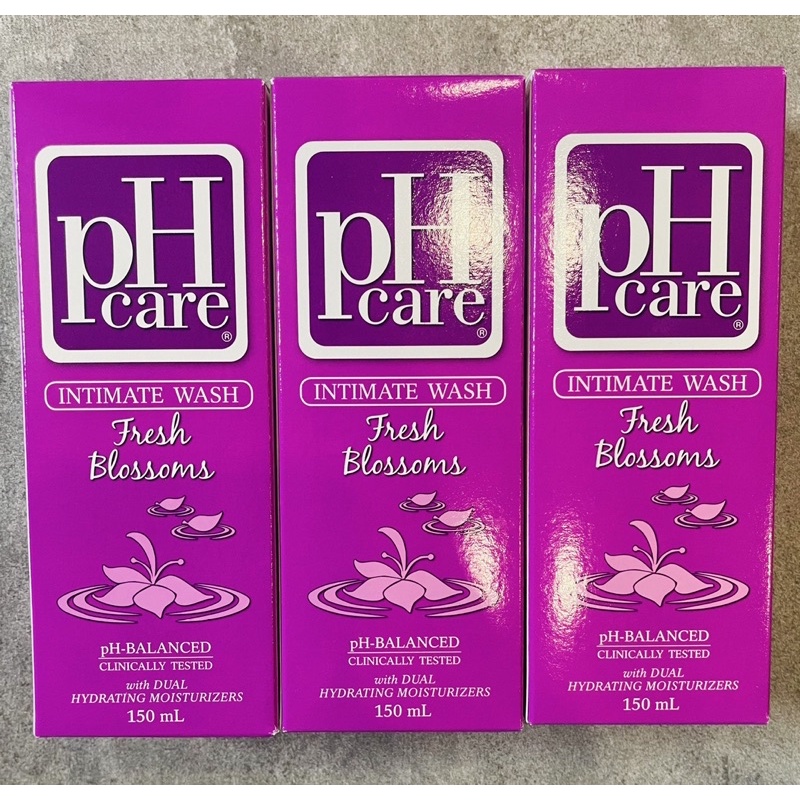 pH
care®
INTIMATE WASH
Fresh
Blossoms
pH-BALANCED
CLINICALLY TESTED
with DUAL
HYDRATING MOISTURIZERS
150 mL
pH
care®
INTIMATE WASH
Fresh
Blossoms
pH-BALANCED
CLINICALLY TESTED
with DUAL
HYDRATING MOISTURIZERS
150 mL
pH
care®
INTIMATE WASH
Fresh
Blossoms
pH-BALANCED
CLINICALLY TESTED
with DUAL
HYDRATING MOISTURIZERS
150 mL